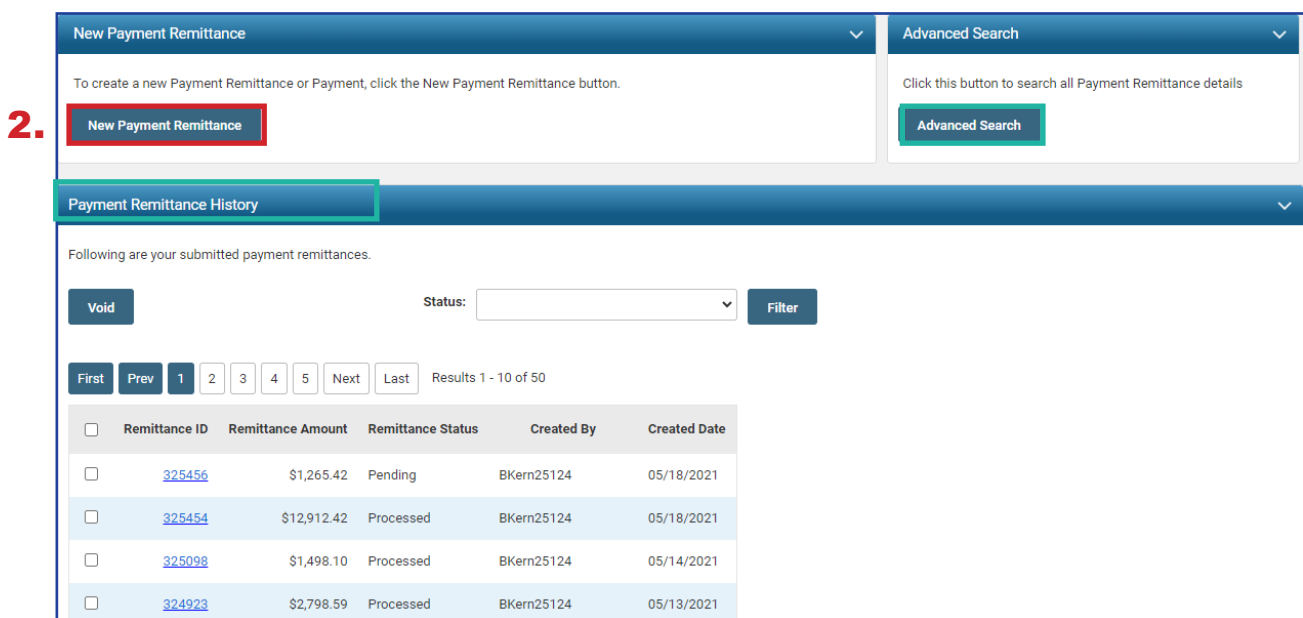 New Payment Remittance
To create a new Payment Remittance or Payment, click the New Payment Remittance button.
2.
New Payment Remittance
Advanced Search
Click this button to search all Payment Remittance details
Advanced Search
Payment Remittance History
Following are your submitted payment remittances.
Void Status: Filter
First Prev 1 2 3 4 5 Next Last Results 1 - 10 of 50
Remittance ID Remittance Amount Remittance Status Created By Created Date
325456 $1,265.42 Pending BKern25124 05/18/2021
325454 $12,912.42 Processed BKern25124 05/18/2021
325098 $1,498.10 Processed BKern25124 05/14/2021
324923 $2,798.59 Processed BKern25124 05/13/2021